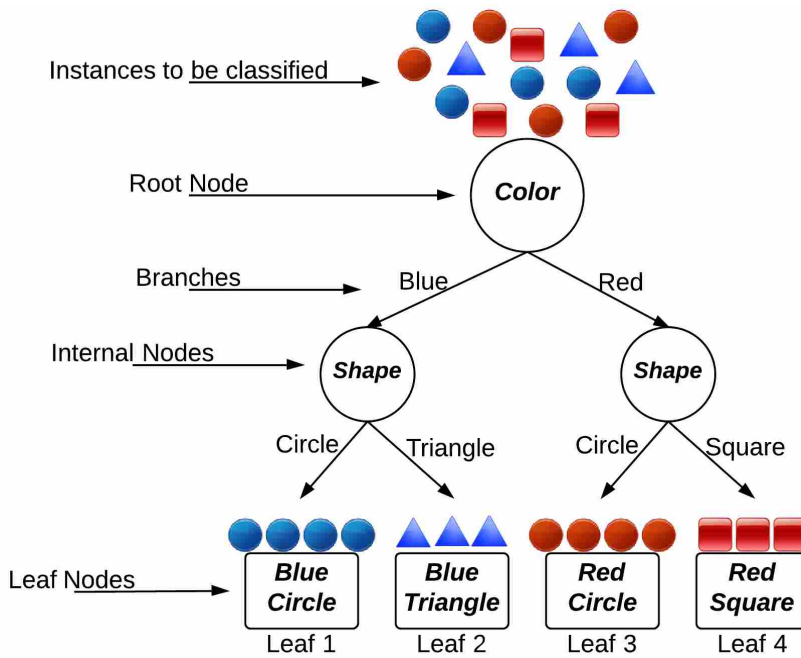 Instances to be classified
Root Node
Color
Branches
Blue
Red
Internal Nodes
Shape
Shape
Circle
Triangle
Circle
Square
Leaf Nodes
Blue
Circle
Blue
Triangle
Red
Circle
Red
Square
Leaf 1
Leaf 2
Leaf 3
Leaf 4